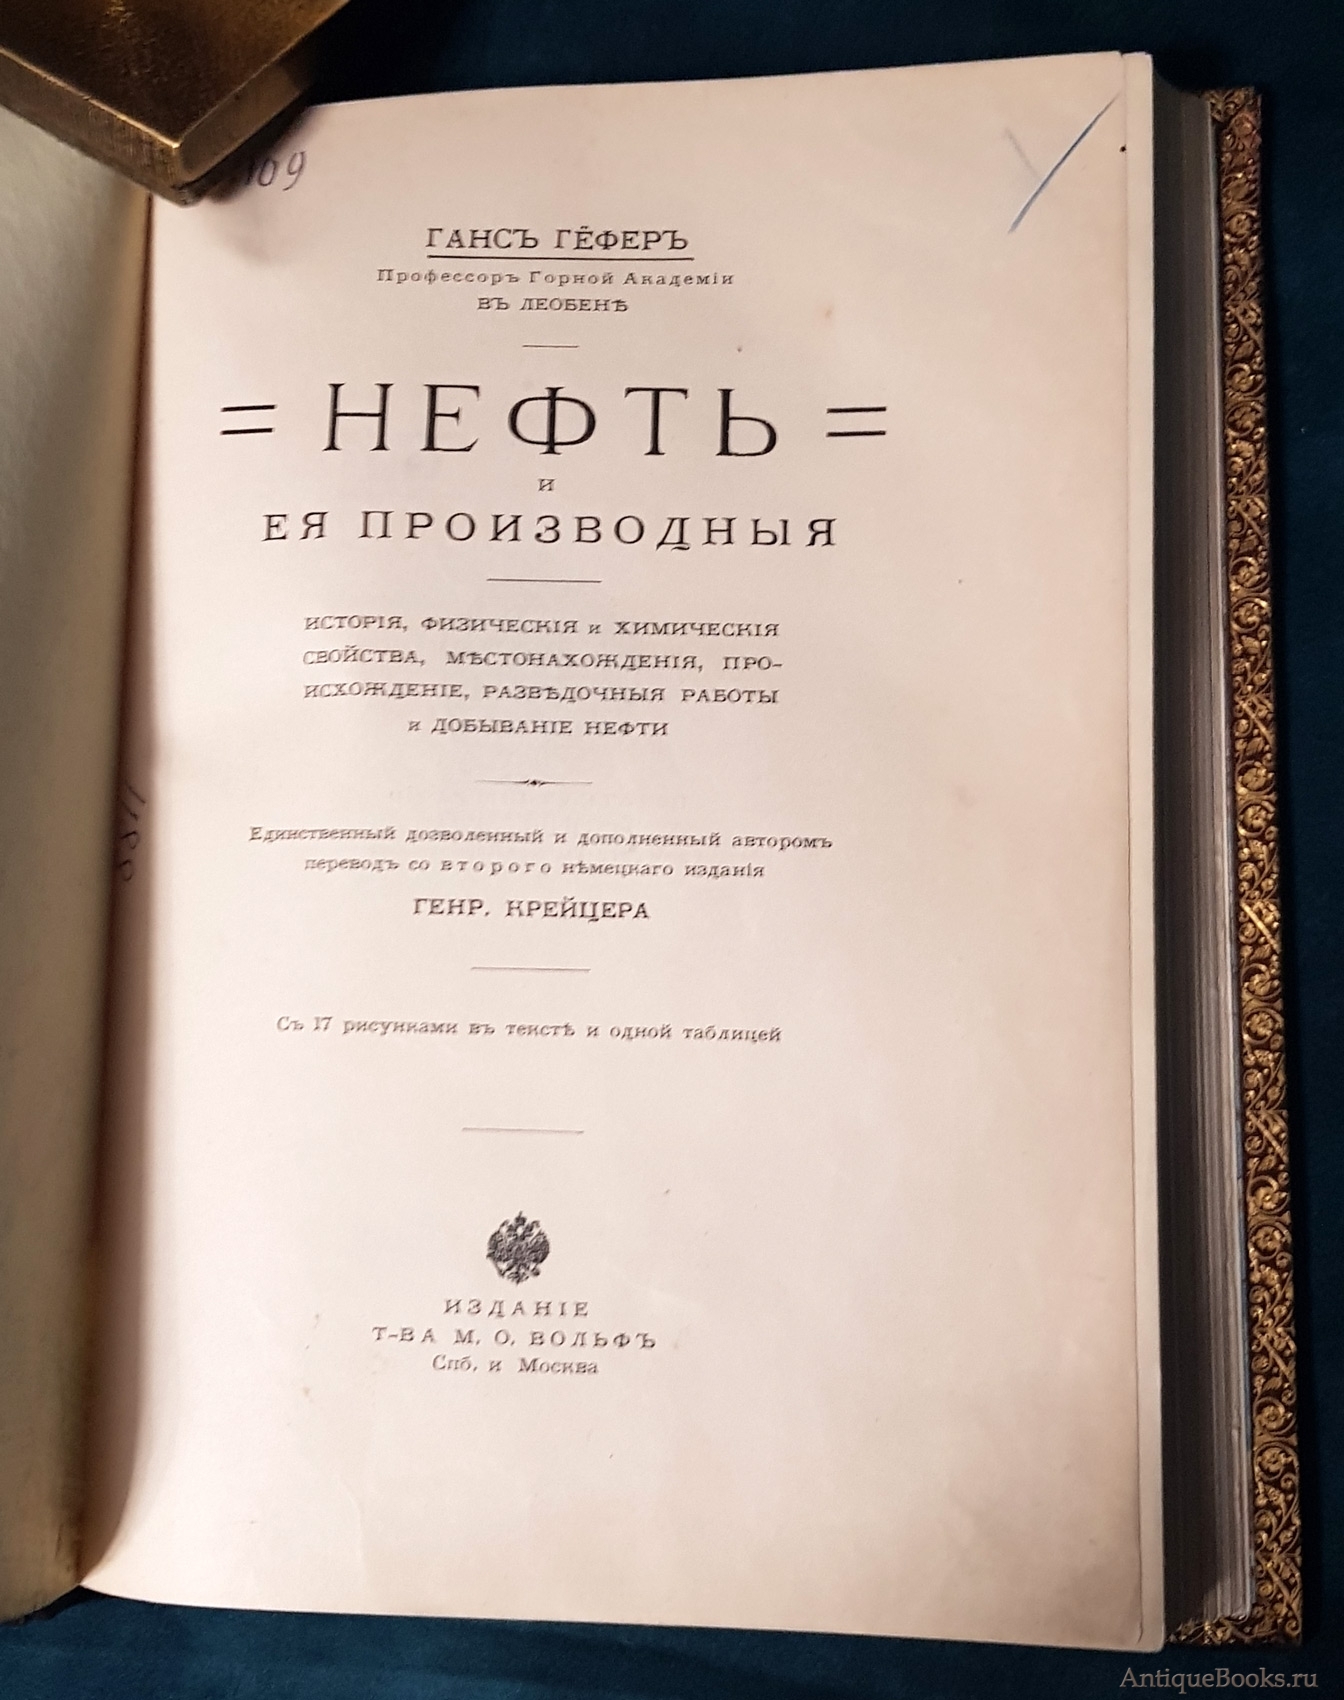 109
ГАНСЪ ГЁФЕРЪ
Профессоръ Горной Академіи
ВЪ ЛЕОБЕНѢ
= НЕФТЬ =
и
ЕЯ ПРОИЗВОДНЫЯ
ИСТОРІЯ, ФИЗИЧЕСКІЯ и ХИМИЧЕСКІЯ
СВОЙСТВА, МѢСТОНАХОЖДЕНІЯ, ПРО-
ИСХОЖДЕНІЕ, РАЗВѢДОЧНЫЯ РАБОТЫ
и ДОБЫВАНІЕ НЕФТИ
Единственный дозволенный и дополненный авторомъ
переводъ со второго нѣмецкаго изданія
ГЕНР. КРЕЙЦЕРА
Съ 17 рисунками въ текстѣ и одной таблицей
ИЗДАНІЕ
Т-ВА М. О. ВОЛЬФЪ
Спб. и Москва
AntiqueBooks.ru